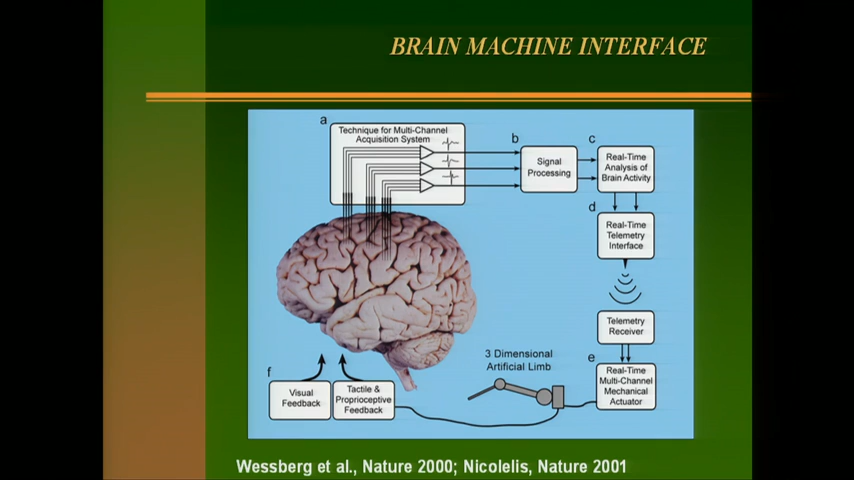 BRAIN MACHINE INTERFACE
a
Technique for Multi-Channel
Acquisition System
b
Signal
Processing
c
Real-Time
Analysis of
Brain Activity
d
Real-Time
Telemetry
Interface
Telemetry
Receiver
e
Real-Time
Multi-Channel
Mechanical
Actuator
3 Dimensional
Artificial Limb
f
Visual
Feedback
Tactile &
Proprioceptive
Feedback
Wessberg et al., Nature 2000; Nicolelis, Nature 2001